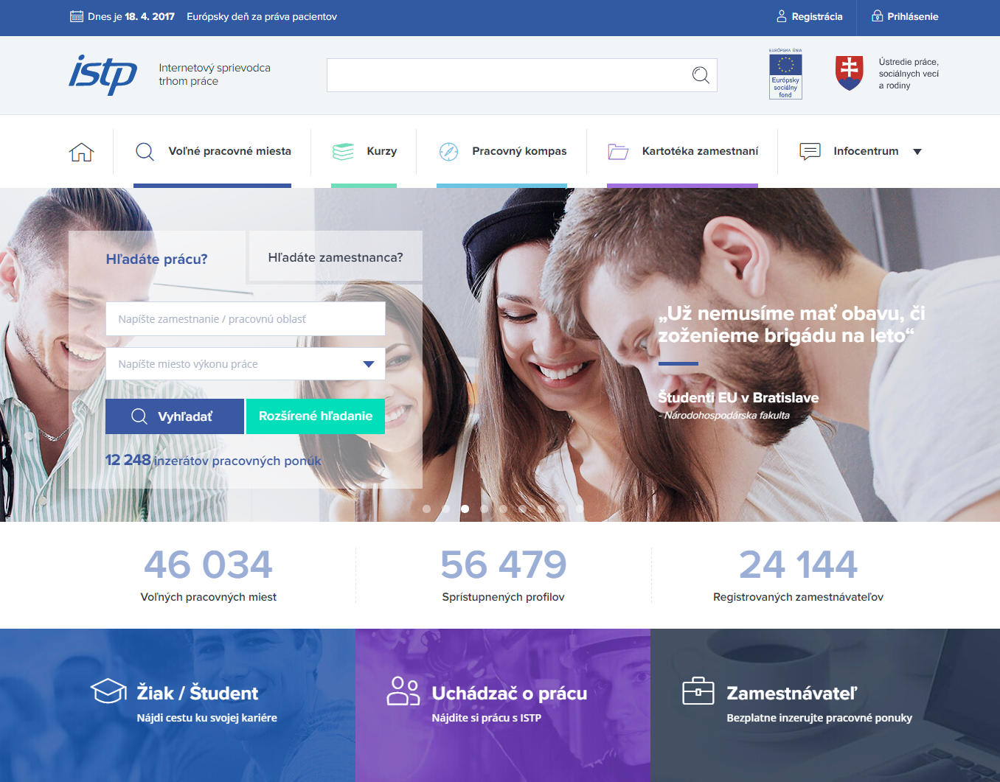 Dnes je 18. 4. 2017 Európsky deň za práva pacientov
Registrácia
Prihlásenie
istp
Internetový sprievodca
trhom práce
EURÓPSKA ÚNIA
Európsky
sociálny
fond
Ústredie práce,
sociálnych vecí
a rodiny
Voľné pracovné miesta
Kurzy
Pracovný kompas
Kartotéka zamestnaní
Infocentrum
Hľadáte prácu?
Hľadáte zamestnanca?
Napíšte zamestnanie / pracovnú oblasť
Napíšte miesto výkonu práce
Vyhľadať
Rozšírené hľadanie
12 248 inzerátov pracovných ponúk
„Už nemusíme mať obavu, či
zoženieme brigádu na leto“
Študenti EU v Bratislave
- Národohospodárska fakulta
46 034
Voľných pracovných miest
56 479
Sprístupnených profilov
24 144
Registrovaných zamestnávateľov
Žiak / Študent
Nájdi cestu ku svojej kariére
Uchádzač o prácu
Nájdite si prácu s ISTP
Zamestnávateľ
Bezplatne inzerujte pracovné ponuky